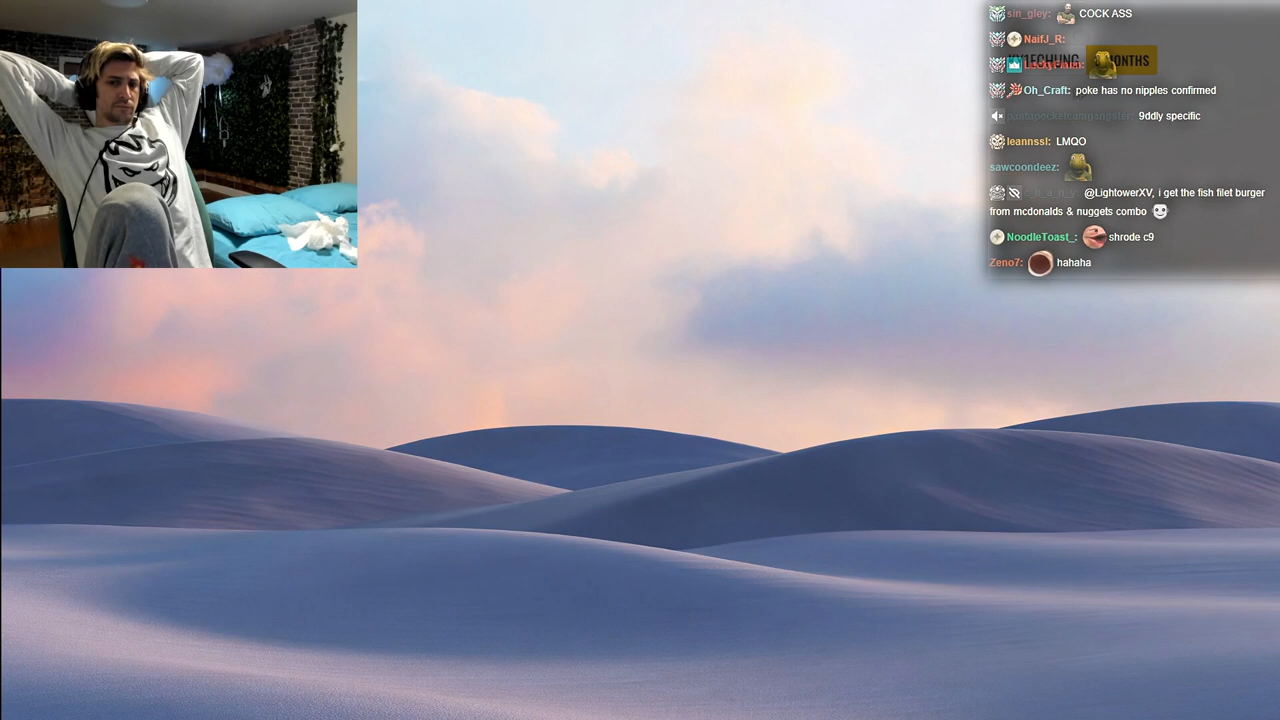 sin_gley: COCK ASS
NaifJ_R:
MONTHS
Oh_Craft: poke has no nipples confirmed
9ddly specific
leannssl: LMQO
sawcoondeez:
@LightowerXV, i get the fish filet burger
from mcdonalds & nuggets combo
NoodleToast_: shrode c9
Zeno7: hahaha